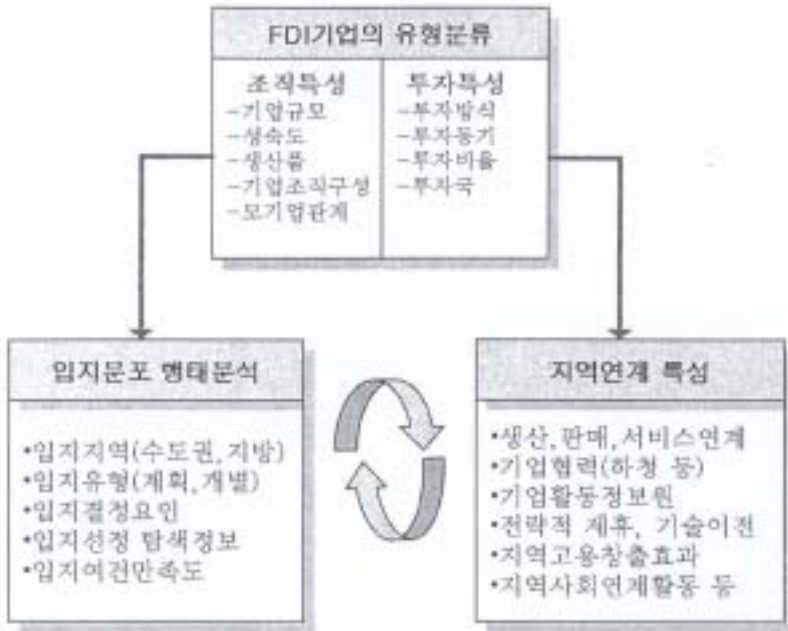 FDI기업의 유형분류
조직특성
-기업규모
-성숙도
-생산품
-기업조직구성
-모기업관계
투자특성
-투자방식
-투자동기
-투자비율
-투자국
입지분포 행태분석
•입지지역(수도권,지방)
•입지유형(계획,개별)
•입지결정요인
•입지선정 탐색정보
•입지여건만족도
지역연계 특성
•생산,판매,서비스연계
•기업협력(하청 등)
•기업활동정보원
•전략적 제휴, 기술이전
•지역고용창출효과
•지역사회연계활동 등